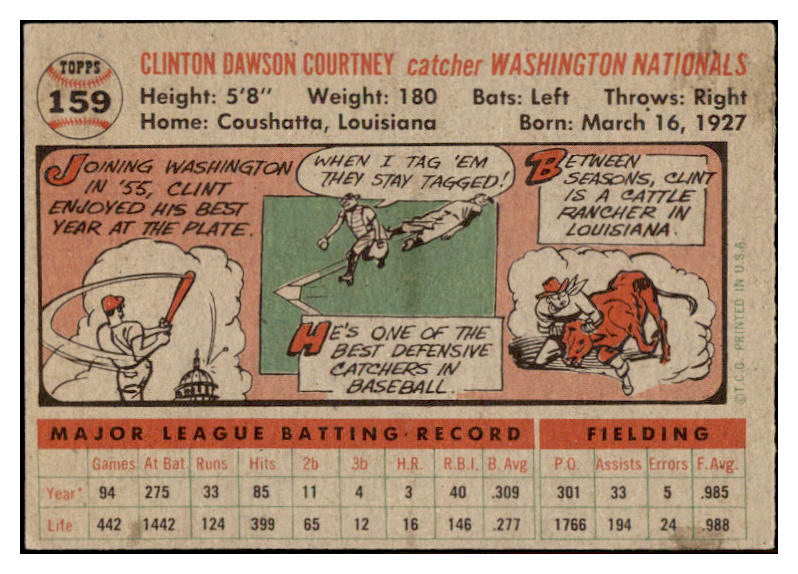 TOPPS
159
CLINTON DAWSON COURTNEY catcher WASHINGTON NATIONALS
Height: 5'8" Weight: 180 Bats: Left Throws: Right
Home: Coushatta, Louisiana Born: March 16, 1927
JOINING WASHINGTON
IN '55, CLINT
ENJOYED HIS BEST
YEAR AT THE PLATE.
WHEN I TAG 'EM
THEY STAY TAGGED!
HE'S ONE OF THE
BEST DEFENSIVE
CATCHERS IN
BASEBALL.
BETWEEN
SEASONS, CLINT
IS A CATTLE
RANCHER IN
LOUISIANA.
©T.C.G. PRINTED IN U.S.A.
MAJOR LEAGUE BATTING RECORD FIELDING
Games At Bat Runs Hits 2b 3b H.R. R.B.I. B. Avg P.O. Assists Errors F.Avg.
Year 94 275 33 85 11 4 3 40 .309 301 33 5 .985
Life 442 1442 124 399 65 12 16 146 .277 1766 194 24 .988